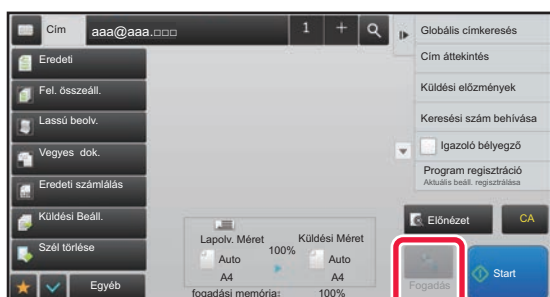 Cím aaa@aaa.□□□ 1 +
Eredeti
Fel. összeáll.
Lassú beolv.
Vegyes dok.
Eredeti számlálás
Küldési Beáll.
Szél törlése
Egyéb
Lapolv. Méret 100% Küldési Méret
Auto Auto
A4 A4
fogadási memória: 100%
Globális címkeresés
Cím áttekintés
Küldési előzmények
Keresési szám behívása
Igazoló bélyegző
Program regisztráció
Aktuális beáll. regisztrálása
Előnézet CA
Fogadás Start